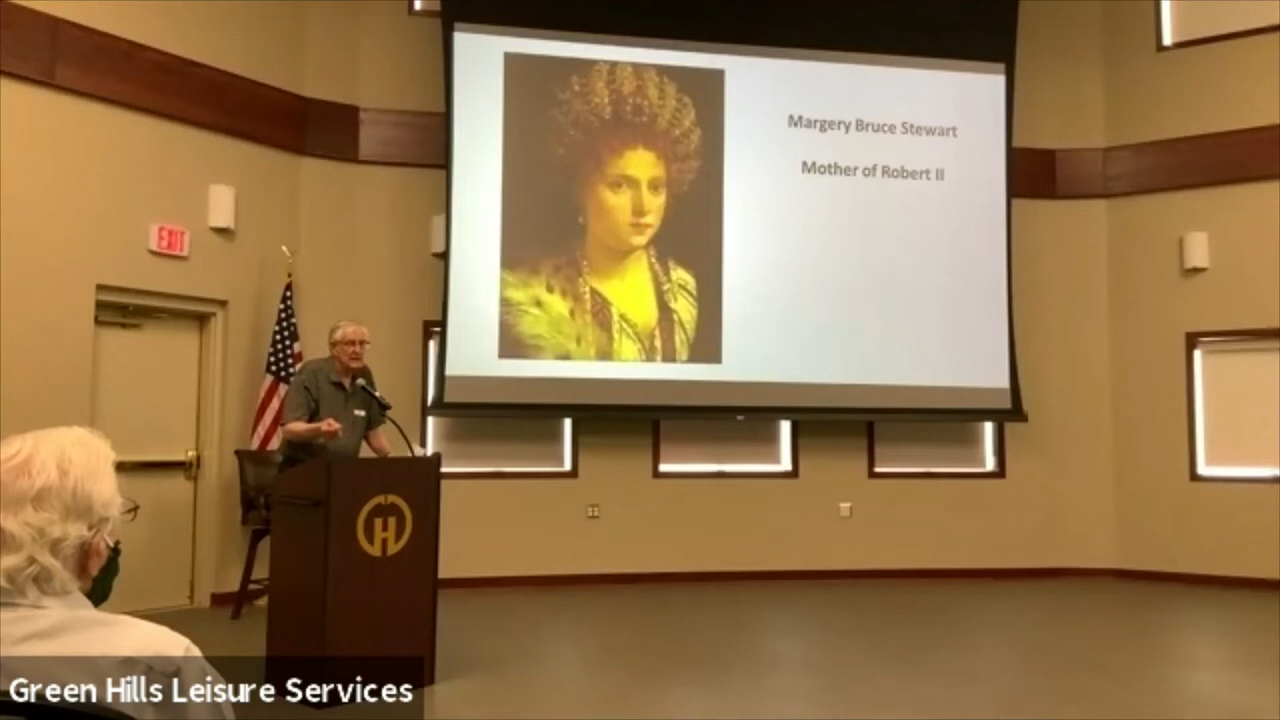 Margery Bruce Stewart
Mother of Robert II
EXIT
H
Green Hills Leisure Services